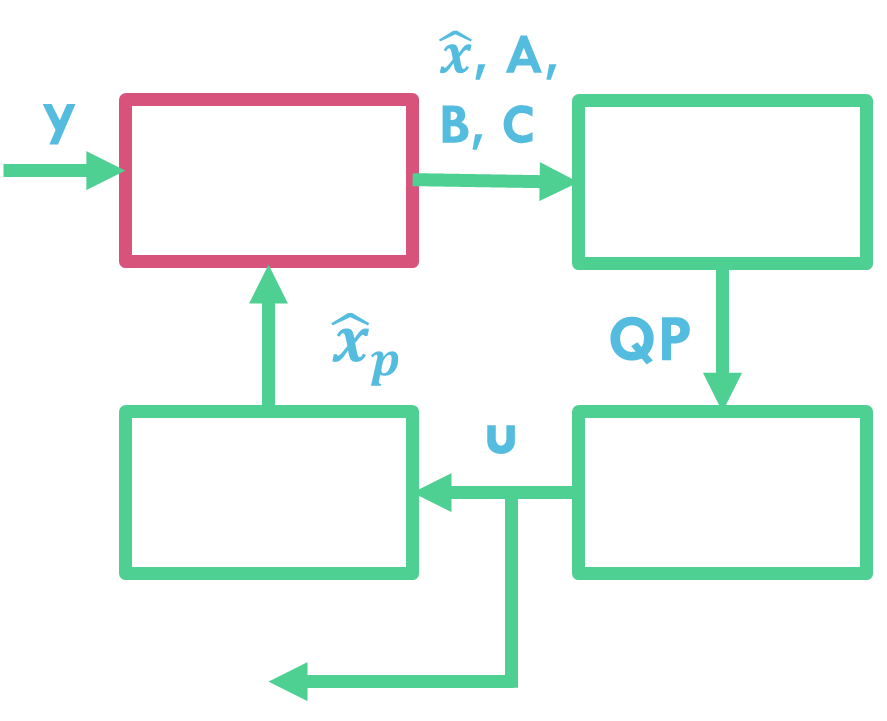 y
x̂, A,
B, C
x̂ₚ
QP
u